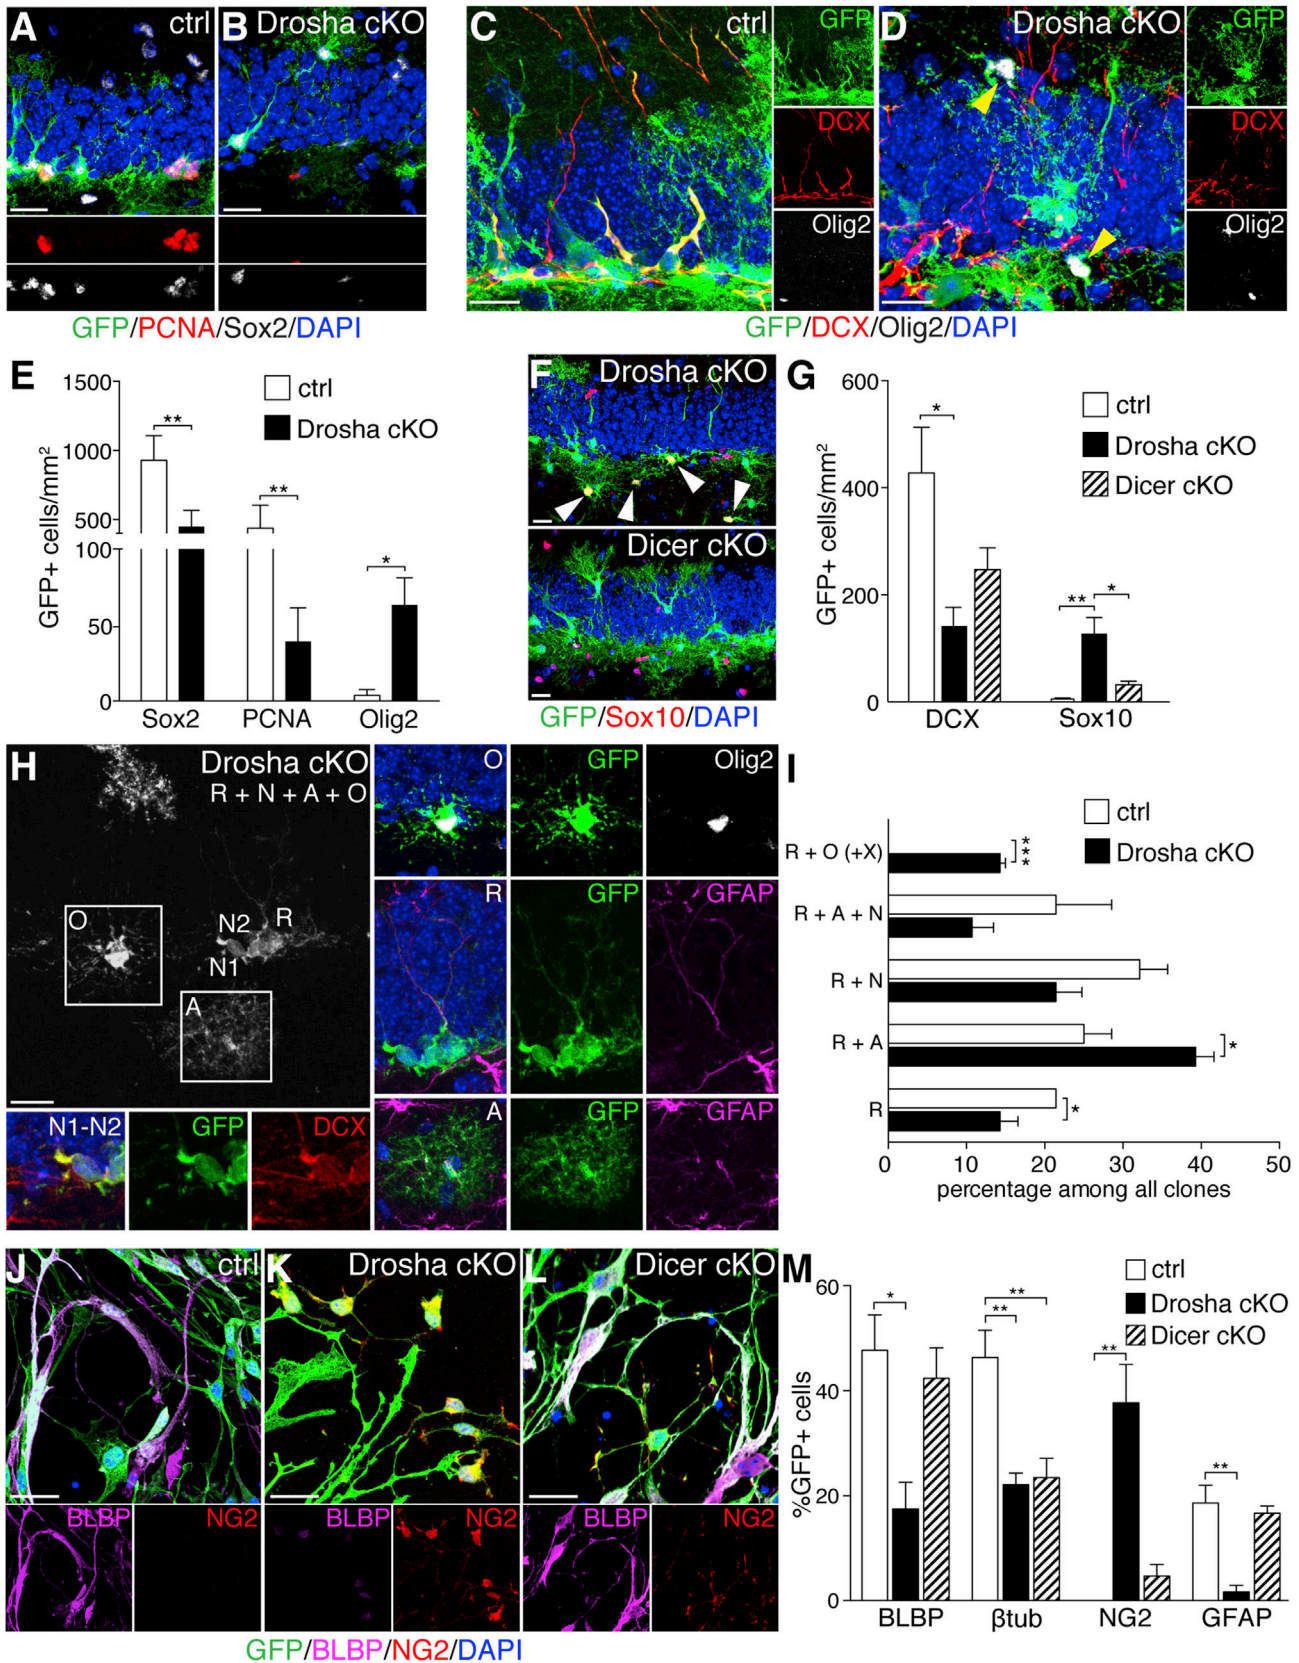 A ctrl
B Drosha cKO
GFP/PCNA/Sox2/DAPI
C ctrl
GFP
DCX
Olig2
D Drosha cKO
GFP
DCX
Olig2
GFP/DCX/Olig2/DAPI
E
GFP+ cells/mm²
1500
1000
500
100
50
0
ctrl
Drosha cKO
**
**
*
Sox2 PCNA Olig2
F Drosha cKO
Dicer cKO
GFP/Sox10/DAPI
G
GFP+ cells/mm²
600
400
200
0
ctrl
Drosha cKO
Dicer cKO
*
** *
DCX Sox10
H Drosha cKO
R + N + A + O
O
N2 R
N1
A
N1-N2 GFP DCX
O GFP Olig2
R GFP GFAP
A GFP GFAP
I
ctrl
Drosha cKO
R + O (+X) ***
R + A + N
R + N
R + A *
R *
0 10 20 30 40 50
percentage among all clones
J ctrl
BLBP NG2
K Drosha cKO
BLBP NG2
L Dicer cKO
BLBP NG2
GFP/BLBP/NG2/DAPI
M
%GFP+ cells
60
40
20
0
ctrl
Drosha cKO
Dicer cKO
*
**
**
**
**
BLBP βtub NG2 GFAP